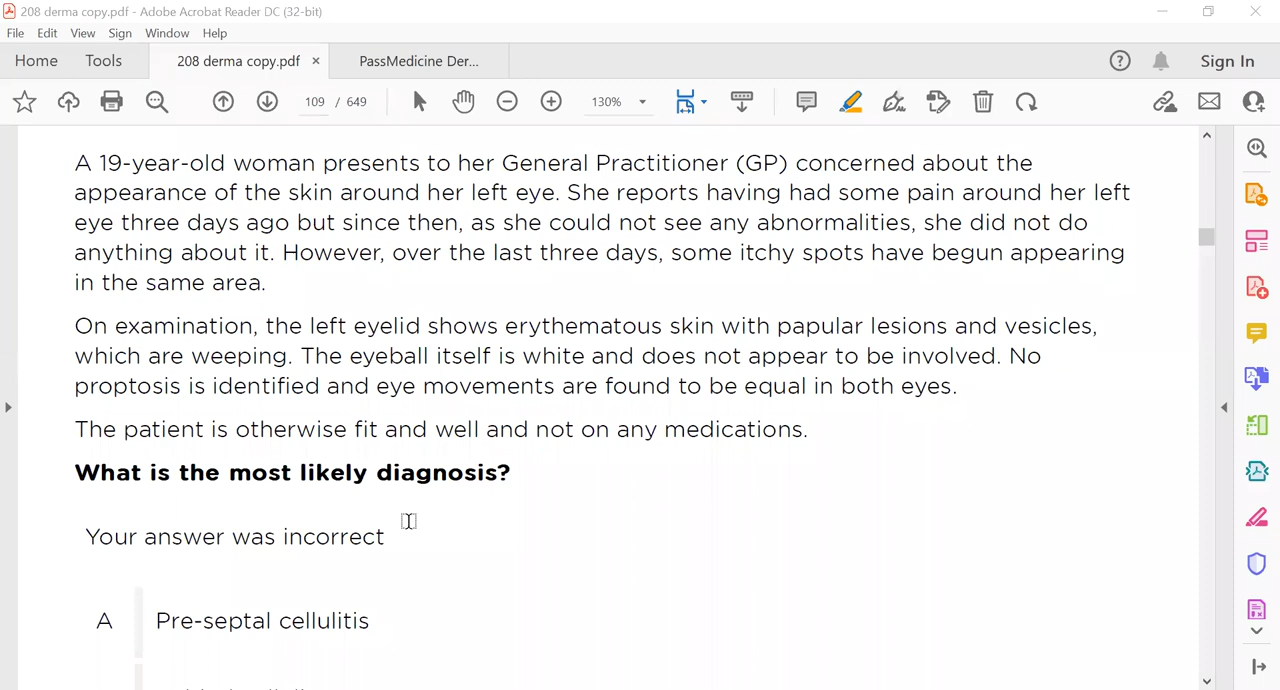 208 derma copy.pdf - Adobe Acrobat Reader DC (32-bit)
File Edit View Sign Window Help
Home Tools 208 derma copy.pdf × PassMedicine Der... Sign In
109 / 649 130%
A 19-year-old woman presents to her General Practitioner (GP) concerned about the
appearance of the skin around her left eye. She reports having had some pain around her left
eye three days ago but since then, as she could not see any abnormalities, she did not do
anything about it. However, over the last three days, some itchy spots have begun appearing
in the same area.
On examination, the left eyelid shows erythematous skin with papular lesions and vesicles,
which are weeping. The eyeball itself is white and does not appear to be involved. No
proptosis is identified and eye movements are found to be equal in both eyes.
The patient is otherwise fit and well and not on any medications.
What is the most likely diagnosis?
Your answer was incorrect
A Pre-septal cellulitis